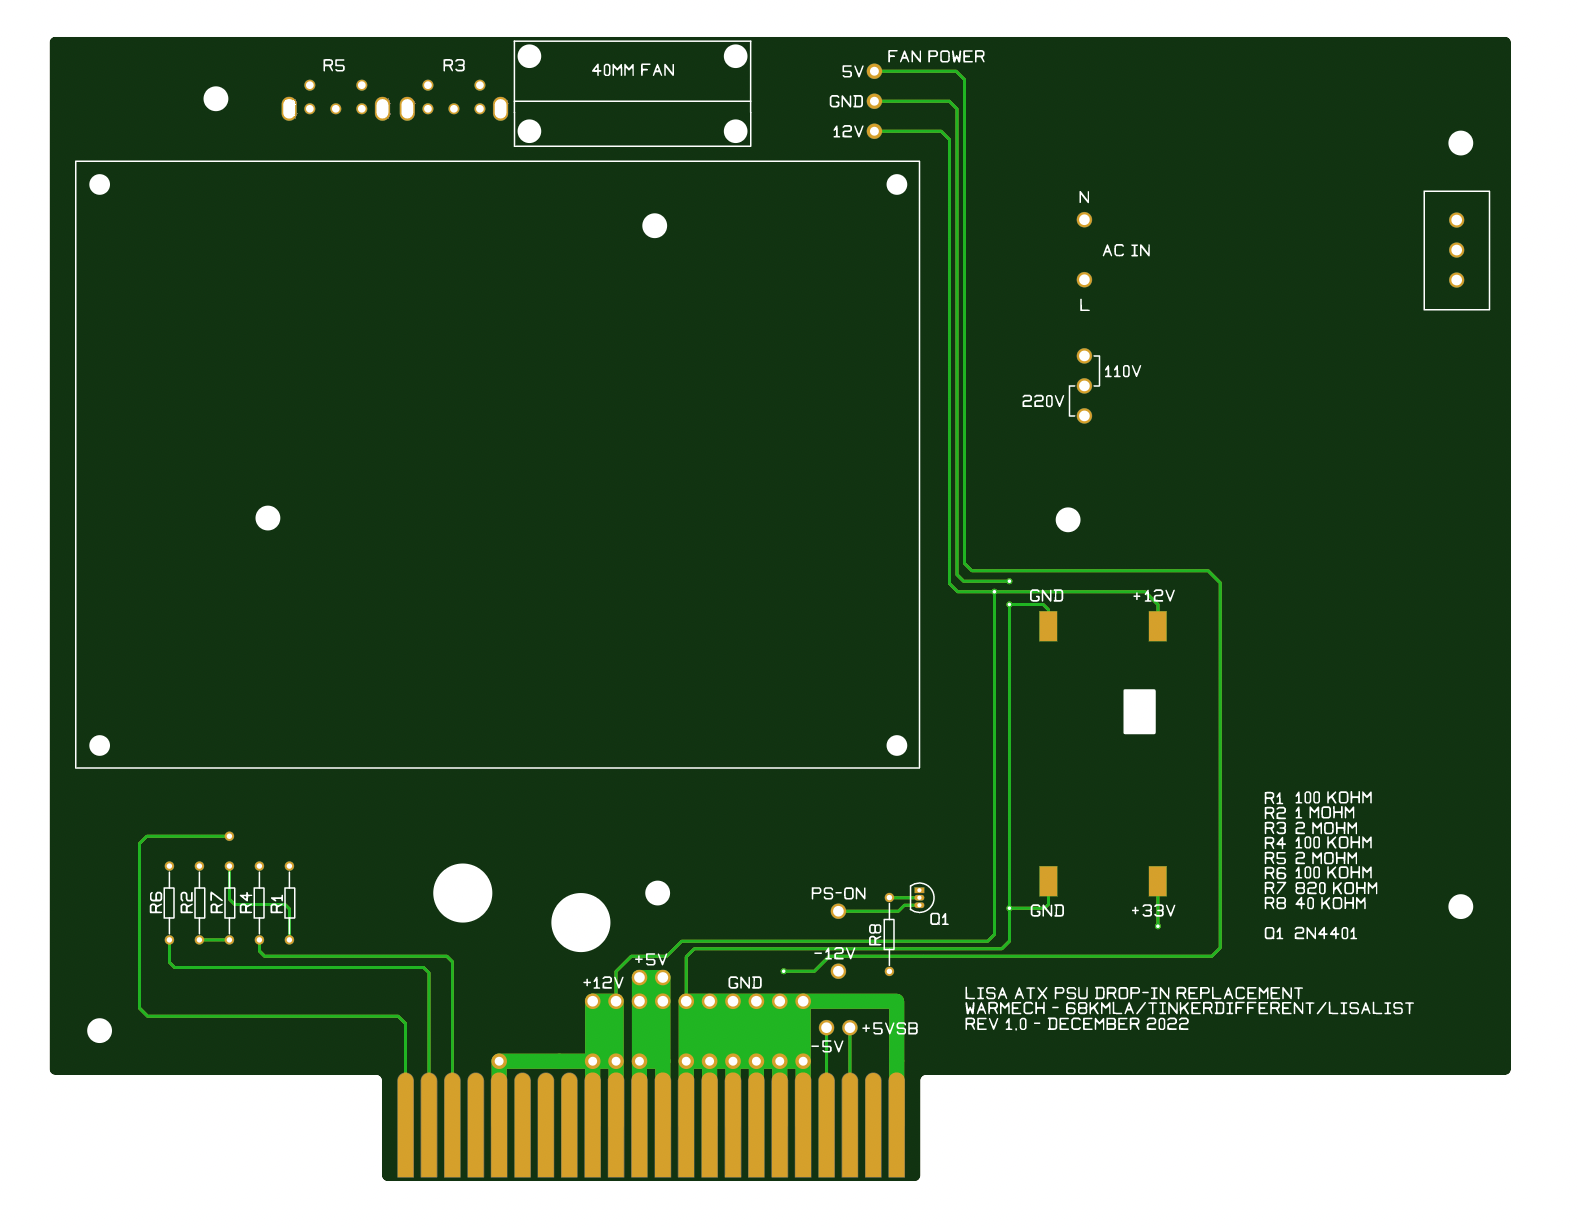 R5 R3
40MM FAN
FAN POWER
5V
GND
12V
N
AC IN
L
110V
220V
GND +12V
R1 100 KOHM
R2 1 MOHM
R3 2 MOHM
R4 100 KOHM
R5 2 MOHM
R6 100 KOHM
R7 820 KOHM
R8 40 KOHM
Q1 2N4401
R6 R2 R7 R4 R1
PS-ON
Q1
R8
GND +33V
-12V
+5V
+12V
GND
+5VSB
-5V
LISA ATX PSU DROP-IN REPLACEMENT
WARMECH - 68KMLA/TINKERDIFFERENT/LISALIST
REV 1.0 - DECEMBER 2022